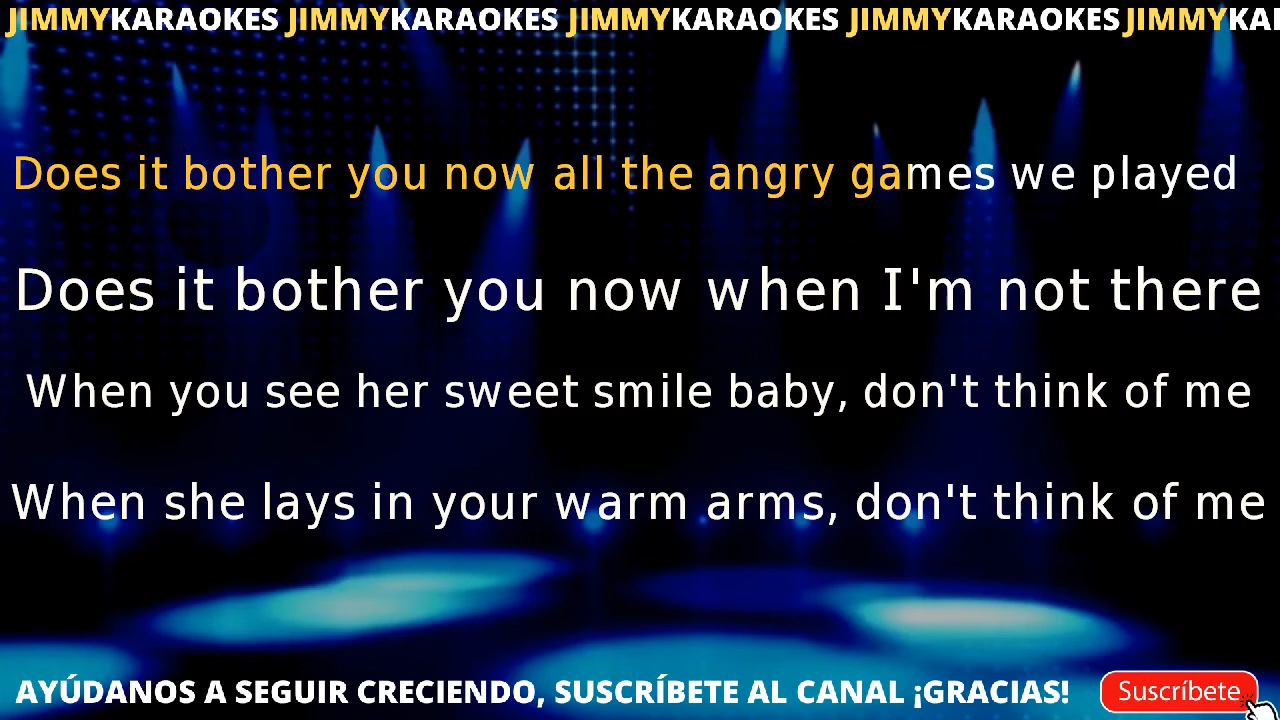 JIMMYKARAOKES JIMMYKARAOKES JIMMYKARAOKES JIMMYKARAOKES JIMMYKA
Does it bother you now all the angry games we played
Does it bother you now when I'm not there
When you see her sweet smile baby, don't think of me
When she lays in your warm arms, don't think of me
AYÚDANOS A SEGUIR CRECIENDO, SUSCRÍBETE AL CANAL ¡GRACIAS! Suscríbete